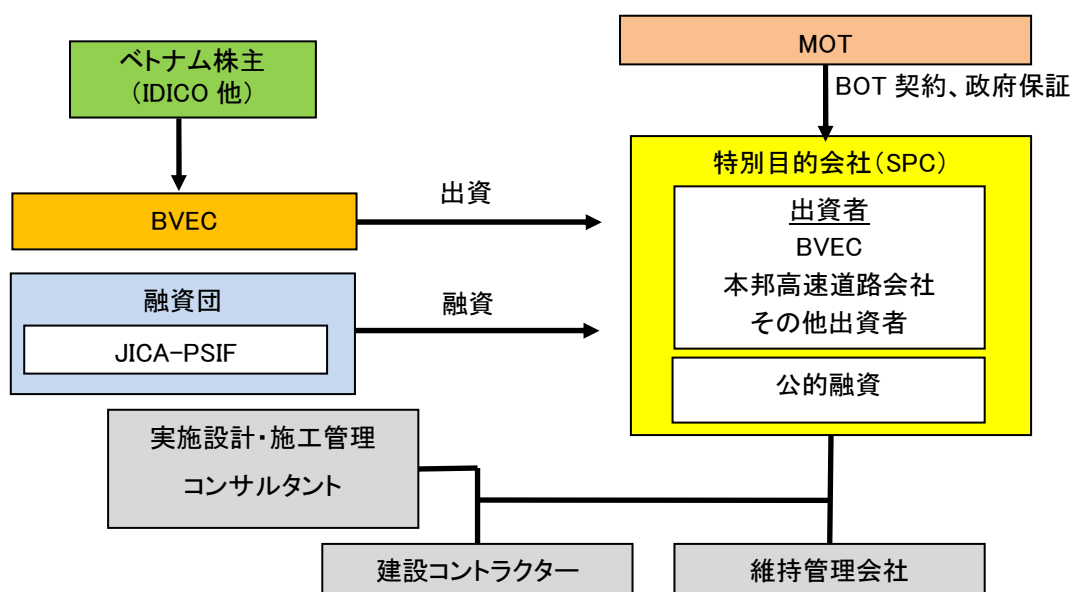 MOT
ベトナム株主
(IDICO 他)
BOT 契約、政府保証
特別目的会社(SPC)
出資
BVEC
出資者
BVEC
本邦高速道路会社
その他出資者
融資団
融資
JICA-PSIF
公的融資
実施設計・施工管理
コンサルタント
建設コントラクター
維持管理会社